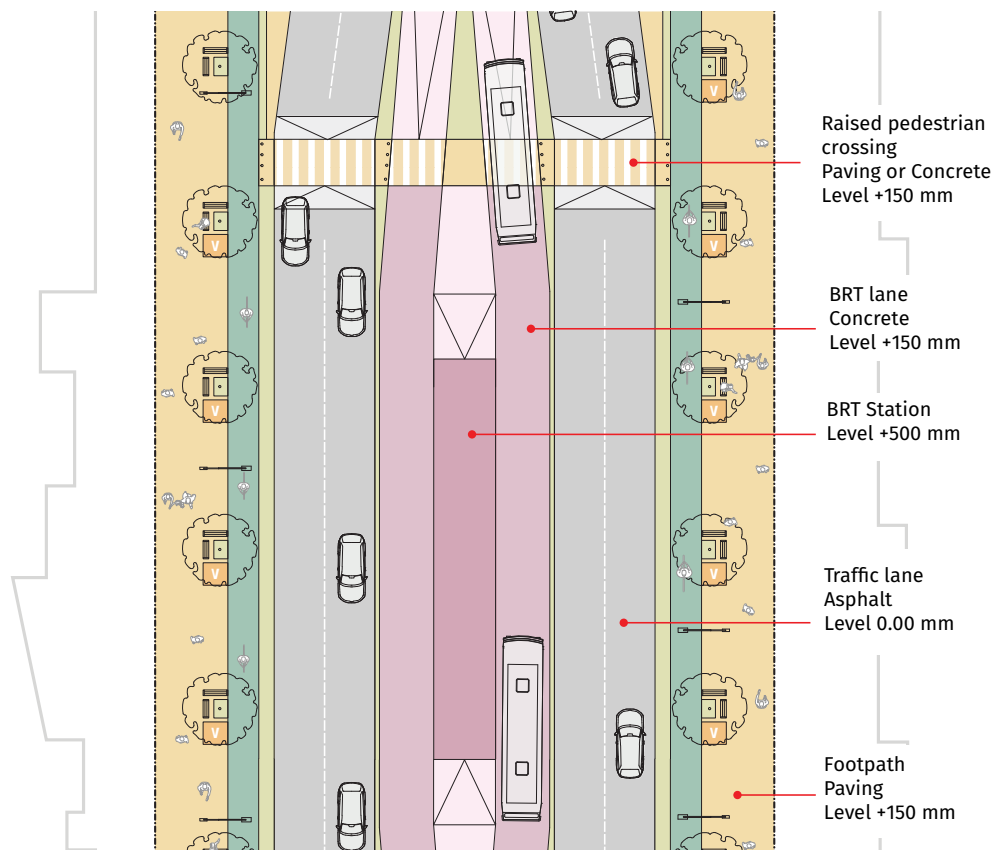 Raised pedestrian
crossing
Paving or Concrete
Level +150 mm
BRT lane
Concrete
Level +150 mm
BRT Station
Level +500 mm
Traffic lane
Asphalt
Level 0.00 mm
Footpath
Paving
Level +150 mm
V
V
V
V
V
V
V
V
V